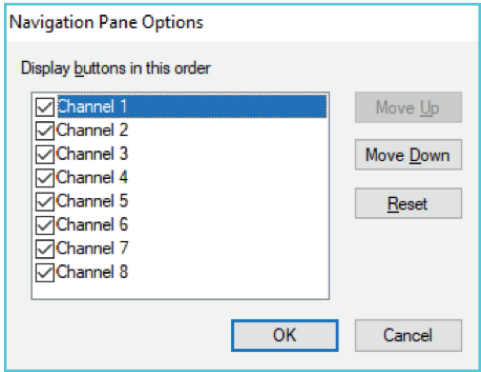 Navigation Pane Options
Display buttons in this order
Channel 1
Channel 2
Channel 3
Channel 4
Channel 5
Channel 6
Channel 7
Channel 8
Move Up
Move Down
Reset
OK
Cancel